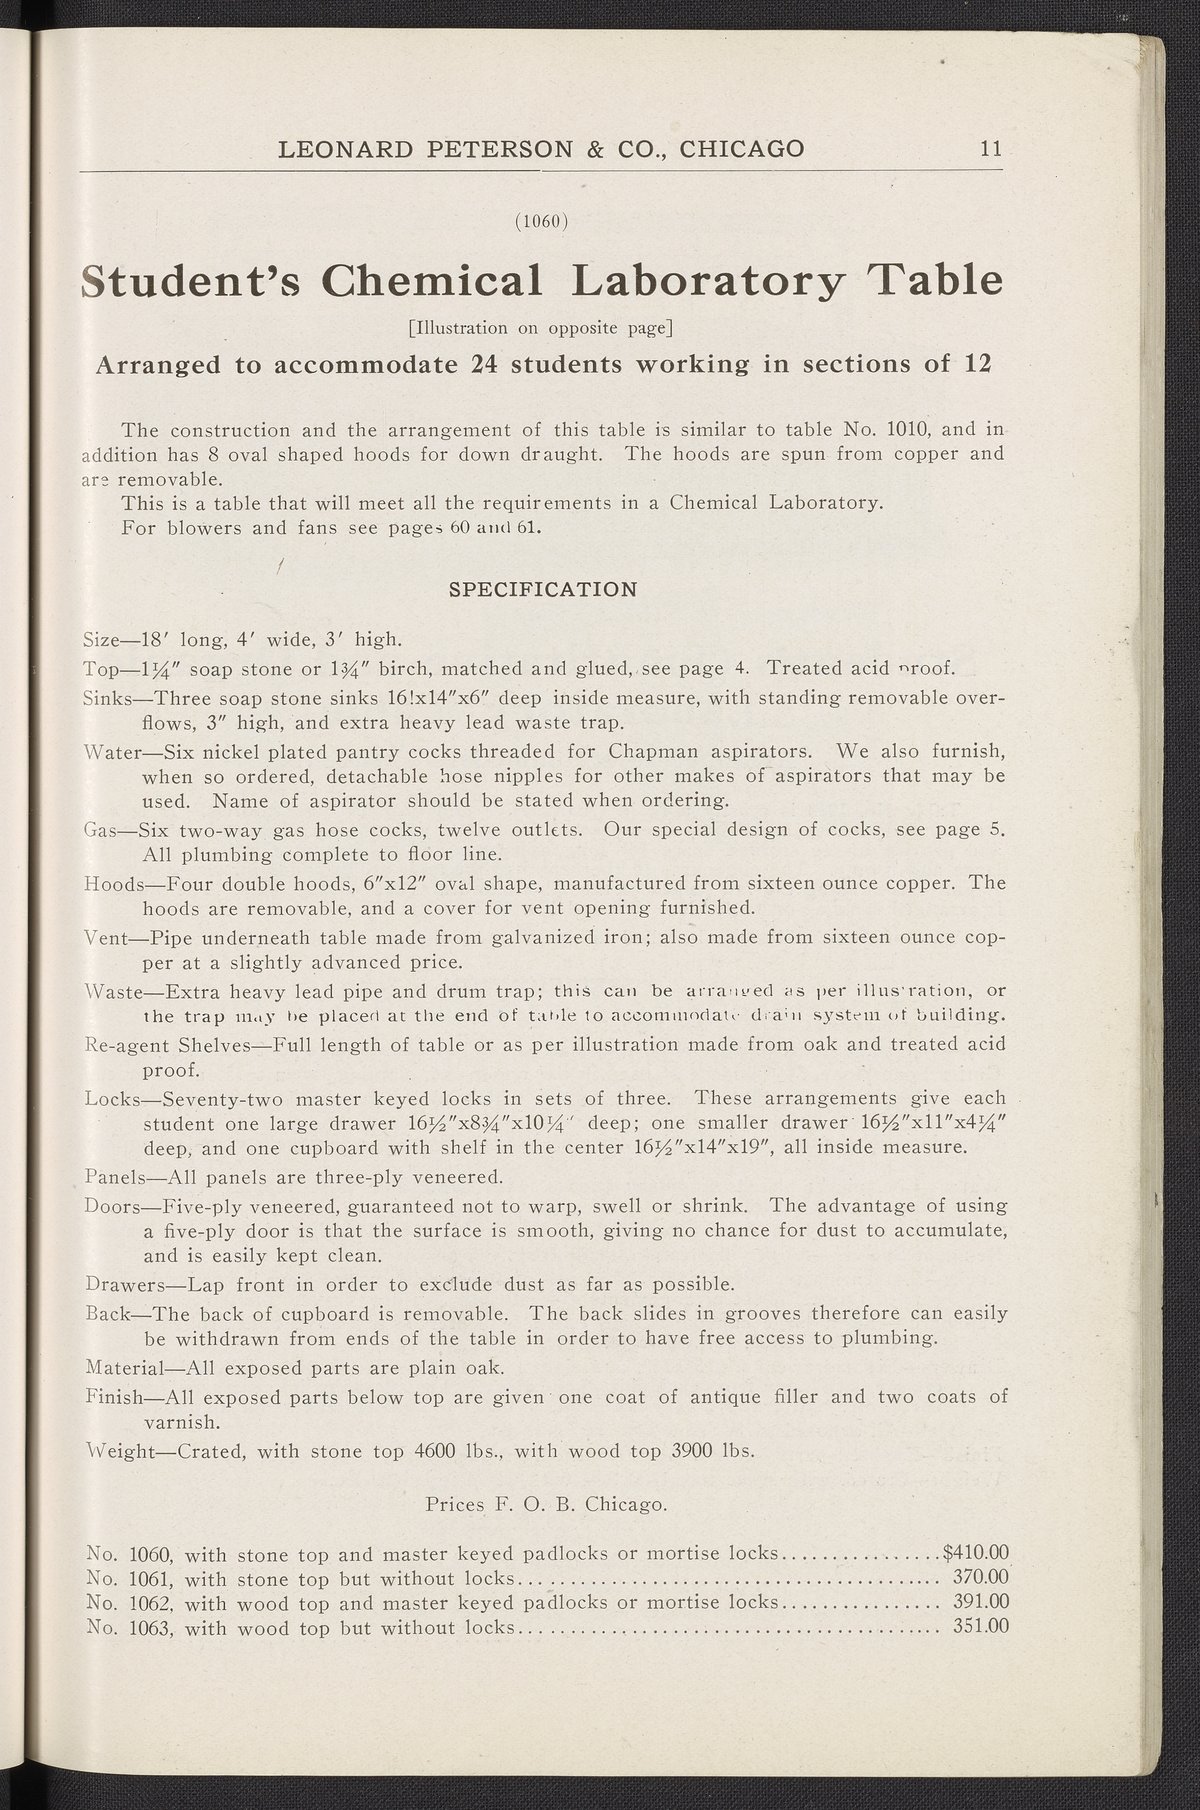 LEONARD PETERSON & CO., CHICAGO 11
(1060)
Student's Chemical Laboratory Table
[Illustration on opposite page]
Arranged to accommodate 24 students working in sections of 12
The construction and the arrangement of this table is similar to table No. 1010, and in
addition has 8 oval shaped hoods for down draught. The hoods are spun from copper and
are removable.
This is a table that will meet all the requirements in a Chemical Laboratory.
For blowers and fans see pages 60 and 61.
SPECIFICATION
Size—18′ long, 4′ wide, 3′ high.
Top—1¼″ soap stone or 1¾″ birch, matched and glued, see page 4. Treated acid proof.
Sinks—Three soap stone sinks 16!x14″x6″ deep inside measure, with standing removable over-
flows, 3″ high, and extra heavy lead waste trap.
Water—Six nickel plated pantry cocks threaded for Chapman aspirators. We also furnish,
when so ordered, detachable hose nipples for other makes of aspirators that may be
used. Name of aspirator should be stated when ordering.
Gas—Six two-way gas hose cocks, twelve outlets. Our special design of cocks, see page 5.
All plumbing complete to floor line.
Hoods—Four double hoods, 6″x12″ oval shape, manufactured from sixteen ounce copper. The
hoods are removable, and a cover for vent opening furnished.
Vent—Pipe underneath table made from galvanized iron; also made from sixteen ounce cop-
per at a slightly advanced price.
Waste—Extra heavy lead pipe and drum trap; this can be arranged as per illustration, or
the trap may be placed at the end of table to accommodate drain system of building.
Re-agent Shelves—Full length of table or as per illustration made from oak and treated acid
proof.
Locks—Seventy-two master keyed locks in sets of three. These arrangements give each
student one large drawer 16½″x8¾″x10¼″ deep; one smaller drawer 16½″x11″x4¼″
deep, and one cupboard with shelf in the center 16½″x14″x19″, all inside measure.
Panels—All panels are three-ply veneered.
Doors—Five-ply veneered, guaranteed not to warp, swell or shrink. The advantage of using
a five-ply door is that the surface is smooth, giving no chance for dust to accumulate,
and is easily kept clean.
Drawers—Lap front in order to exclude dust as far as possible.
Back—The back of cupboard is removable. The back slides in grooves therefore can easily
be withdrawn from ends of the table in order to have free access to plumbing.
Material—All exposed parts are plain oak.
Finish—All exposed parts below top are given one coat of antique filler and two coats of
varnish.
Weight—Crated, with stone top 4600 lbs., with wood top 3900 lbs.
Prices F. O. B. Chicago.
No. 1060, with stone top and master keyed padlocks or mortise locks................$410.00
No. 1061, with stone top but without locks.......................................... 370.00
No. 1062, with wood top and master keyed padlocks or mortise locks................ 391.00
No. 1063, with wood top but without locks.......................................... 351.00